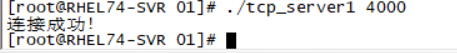 [root@RHEL74-SVR 01]# ./tcp_server1 4000
连接成功!
[root@RHEL74-SVR 01]#